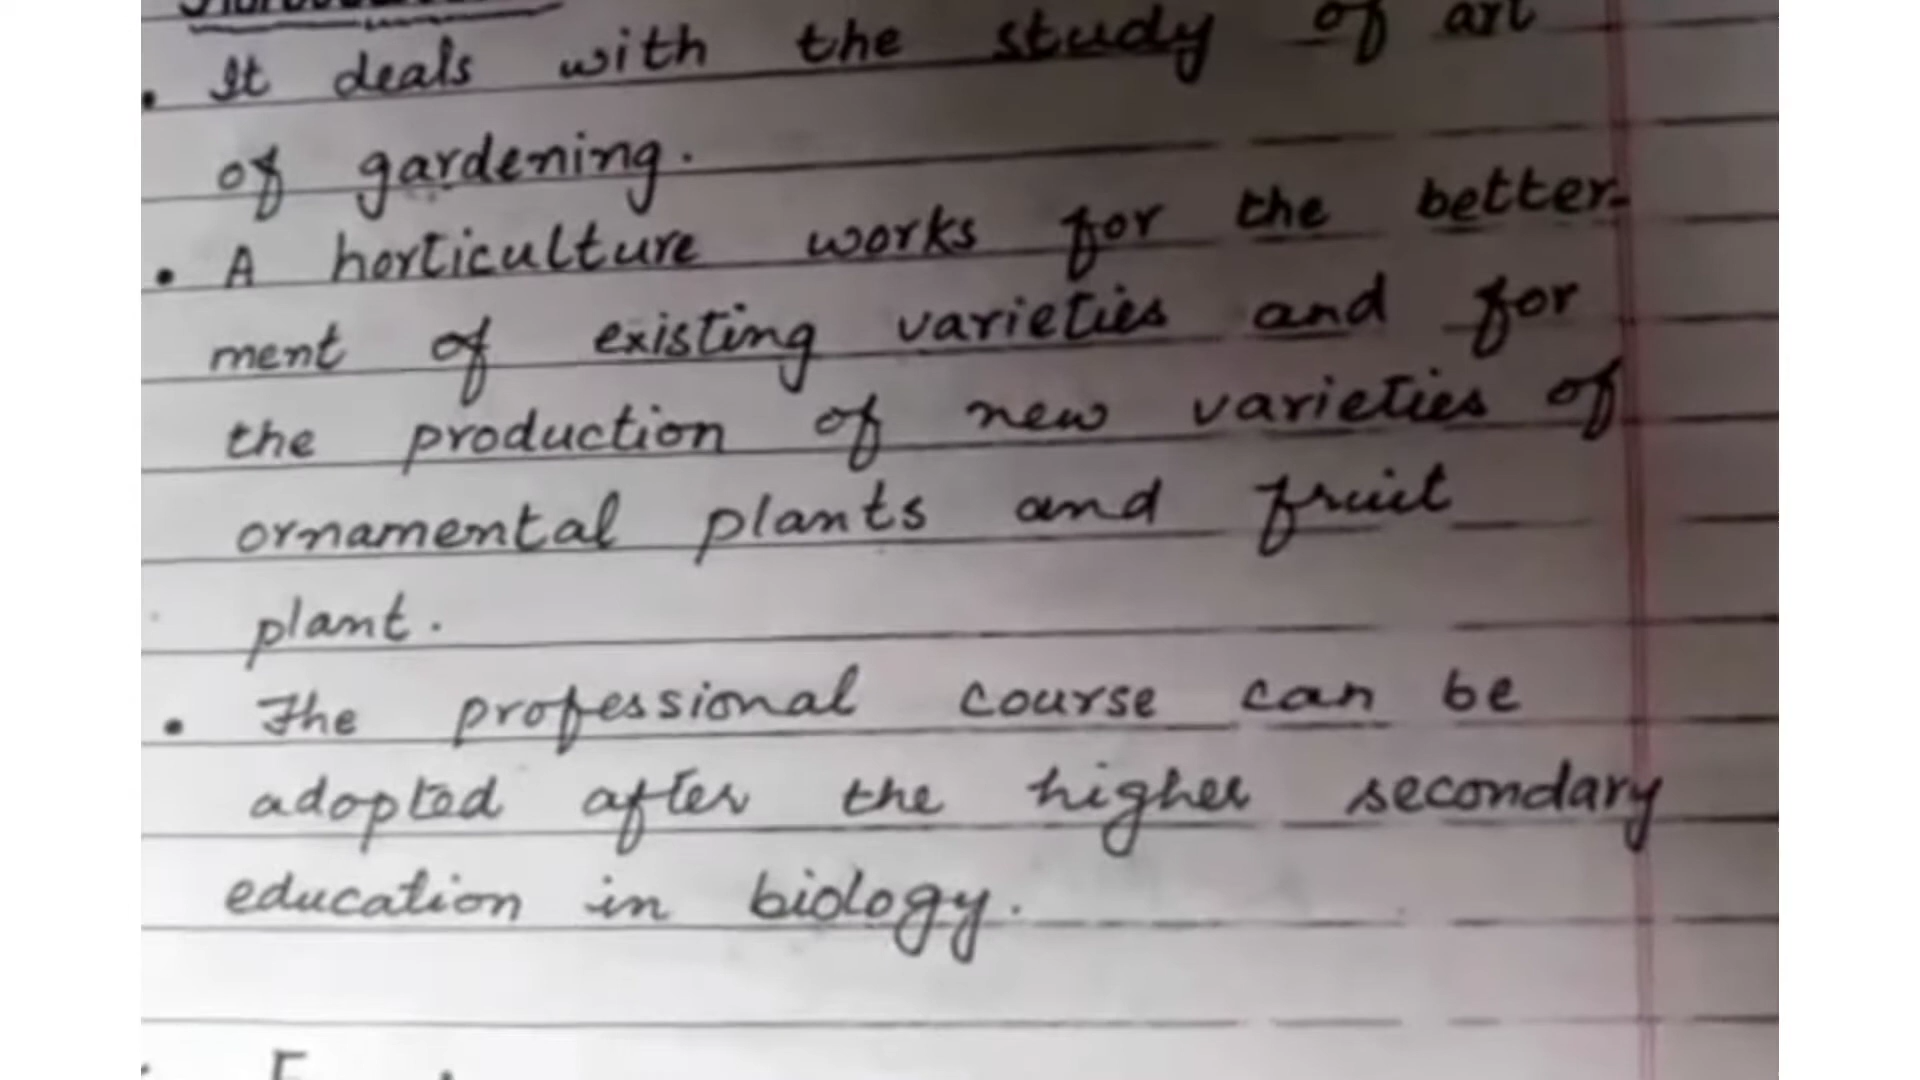 • It deals with the study of art
of gardening.
• A horticulture works for the better-
ment of existing varieties and for
the production of new varieties of
ornamental plants and fruit
plant.
• The professional course can be
adopted after the higher secondary
education in biology.